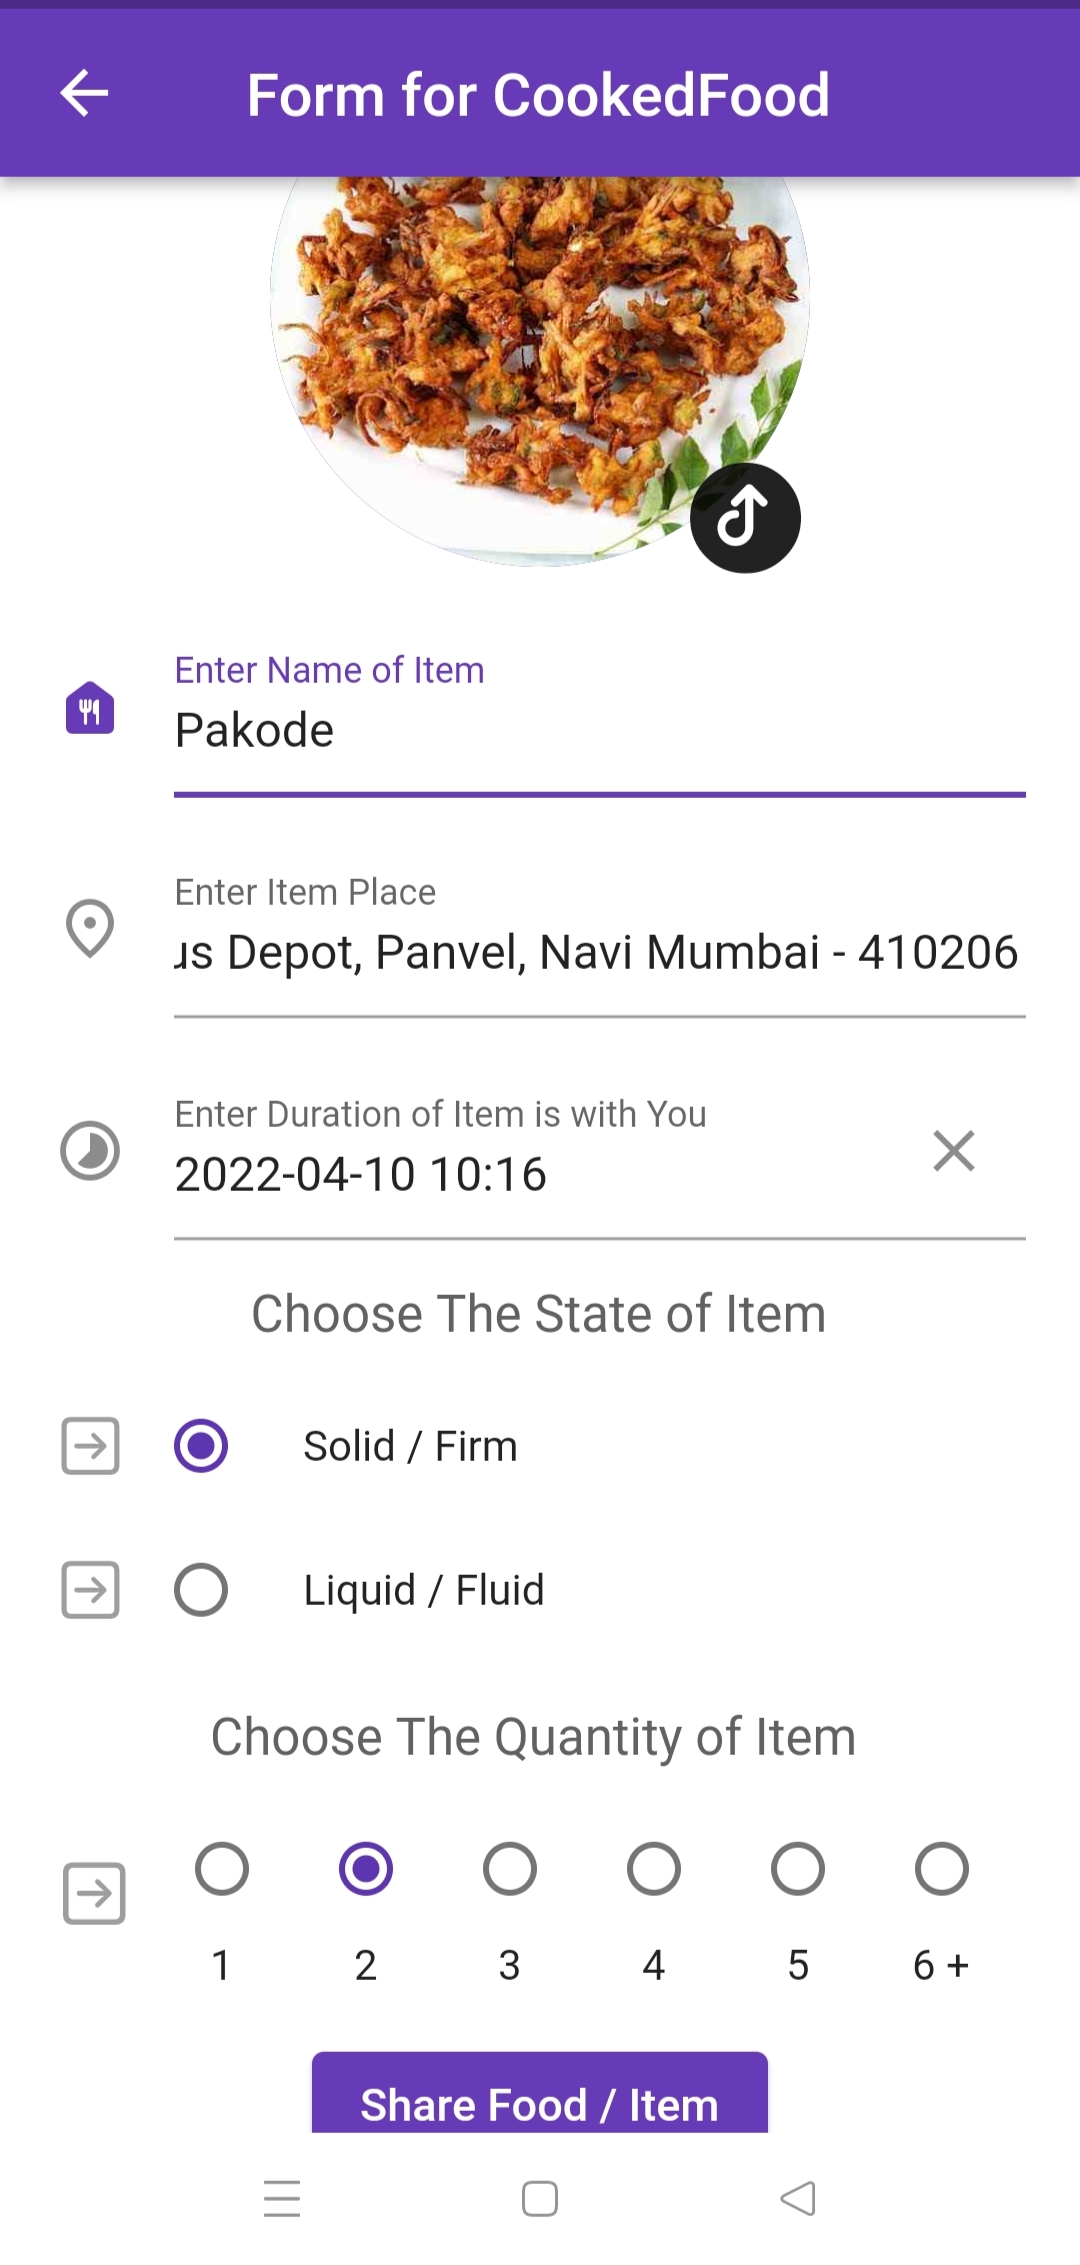 Form for CookedFood
Enter Name of Item
Pakode
Enter Item Place
Depot, Panvel, Navi Mumbai - 410206
Enter Duration of Item is with You
2022-04-10 10:16
Choose The State of Item
Solid / Firm
Liquid / Fluid
Choose The Quantity of Item
1 2 3 4 5 6 +
Share Food / Item